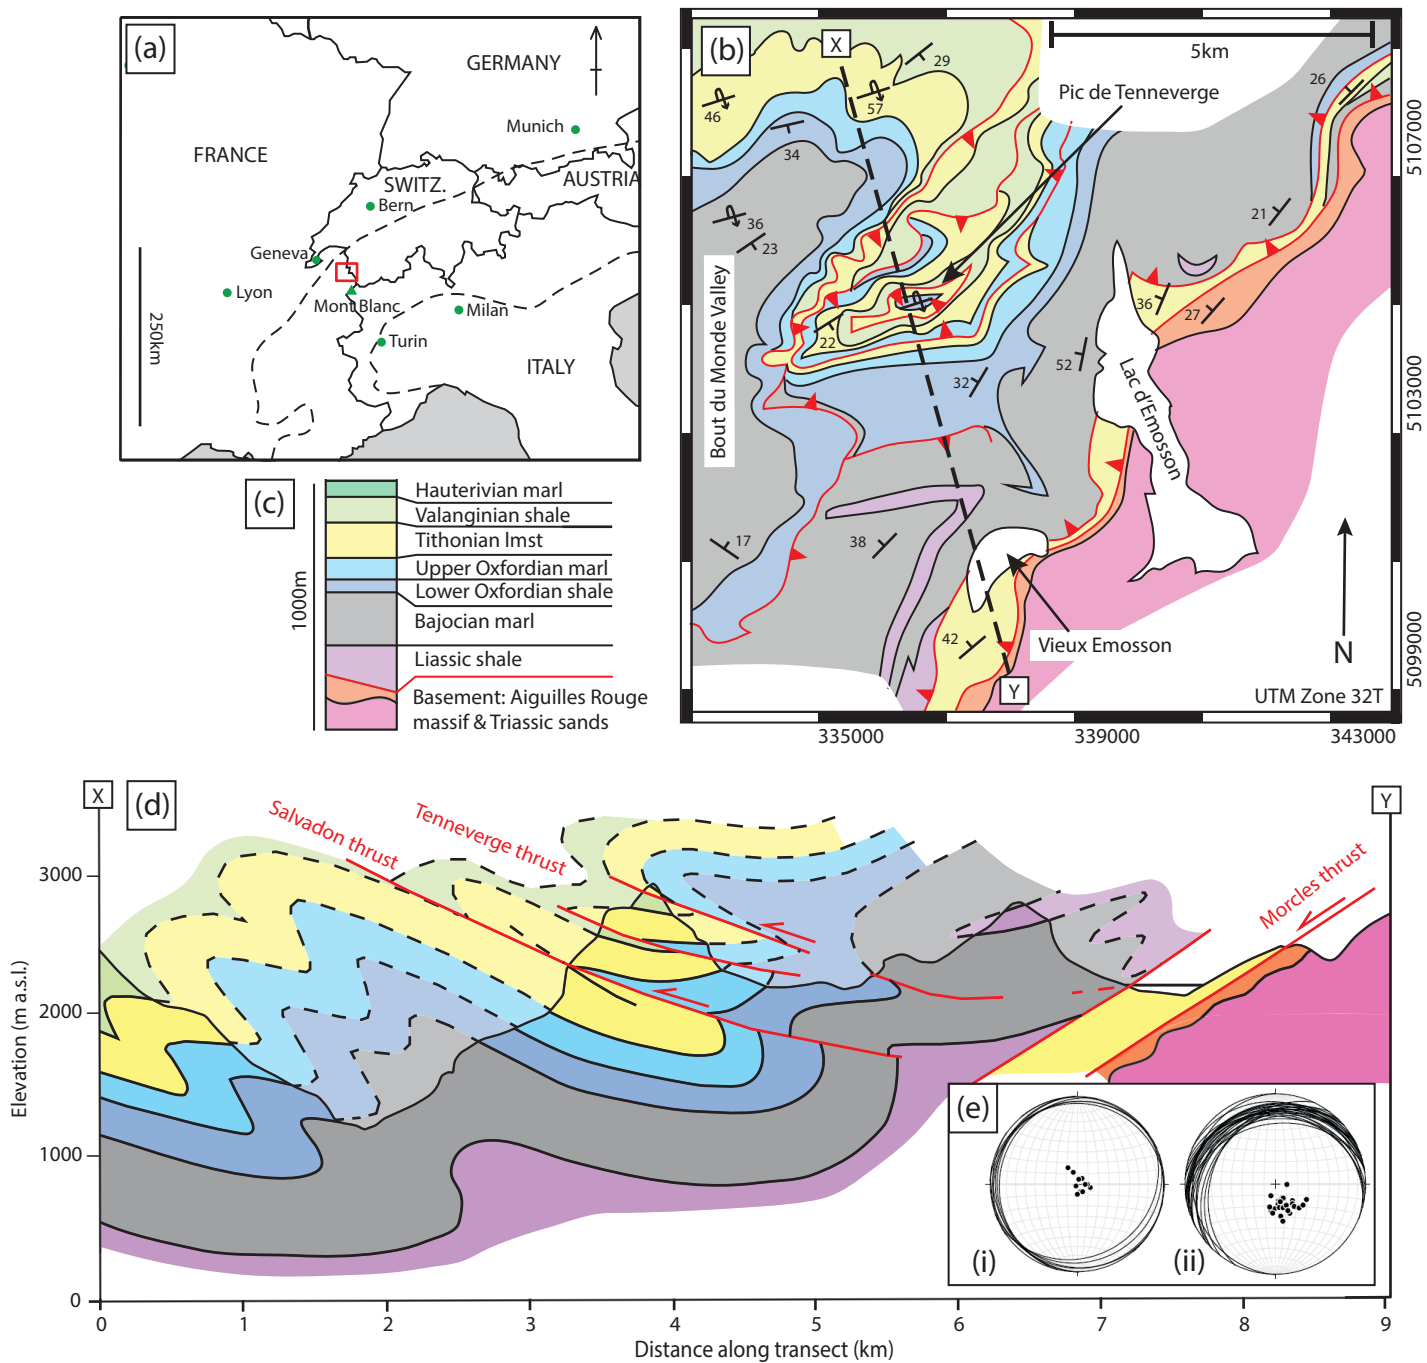 (a)
GERMANY
Munich
FRANCE
SWITZ.
AUSTRIA
Bern
Geneva
Lyon
Mont Blanc
Milan
Turin
ITALY
250km
(b)
X
5km
29
26
Pic de Tenneverge
57
46
34
36
23
21
22
32
52
36
27
Bout du Monde Valley
Lac d'Emosson
17
38
42
Vieux Emosson
Y
N
UTM Zone 32T
5107000
5103000
5099000
335000
339000
343000
(c)
1000m
Hauterivian marl
Valanginian shale
Tithonian lmst
Upper Oxfordian marl
Lower Oxfordian shale
Bajocian marl
Liassic shale
Basement: Aiguilles Rouge
massif & Triassic sands
X
(d)
Y
Salvadon thrust
Tenneverge thrust
Morcles thrust
3000
2000
1000
0
Elevation (m a.s.l.)
(e)
(i)
(ii)
0
1
2
3
4
5
6
7
8
9
Distance along transect (km)